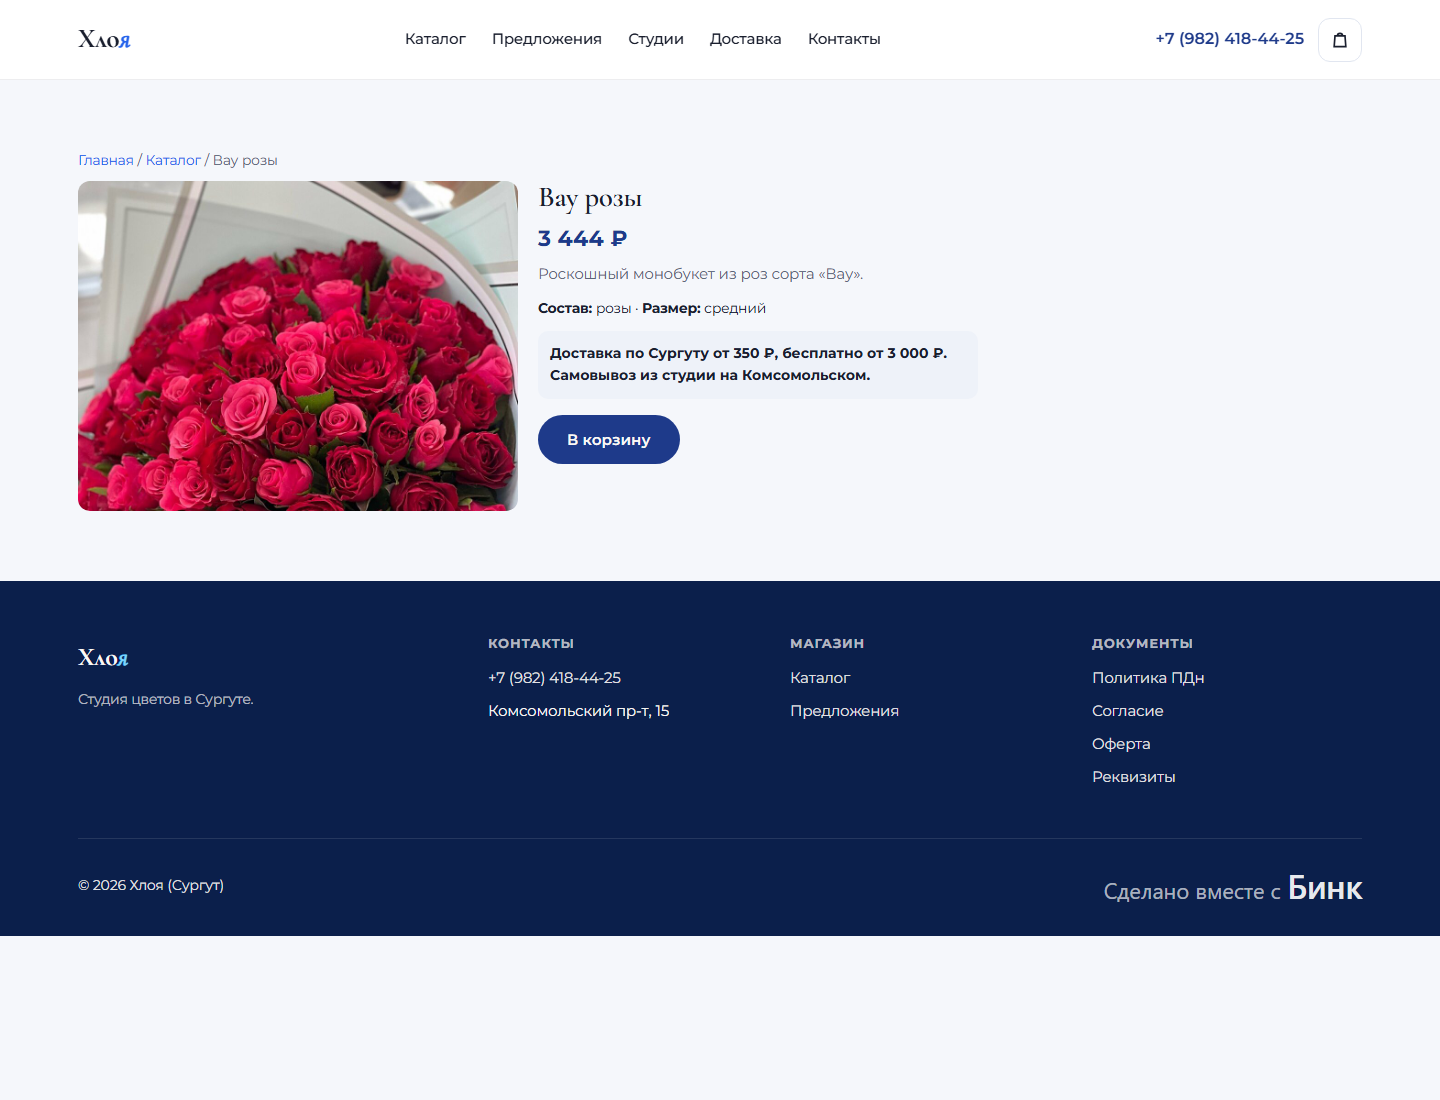 Хлоя
Каталог Предложения Студии Доставка Контакты
+7 (982) 418-44-25
Главная / Каталог / Вау розы
Вау розы
3 444 ₽
Роскошный монобукет из роз сорта «Вау».
Состав: розы · Размер: средний
Доставка по Сургуту от 350 ₽, бесплатно от 3 000 ₽.
Самовывоз из студии на Комсомольском.
В корзину
Хлоя
Студия цветов в Сургуте.
КОНТАКТЫ
+7 (982) 418-44-25
Комсомольский пр-т, 15
МАГАЗИН
Каталог
Предложения
ДОКУМЕНТЫ
Политика ПДн
Согласие
Оферта
Реквизиты
© 2026 Хлоя (Сургут)
Сделано вместе с Бинк